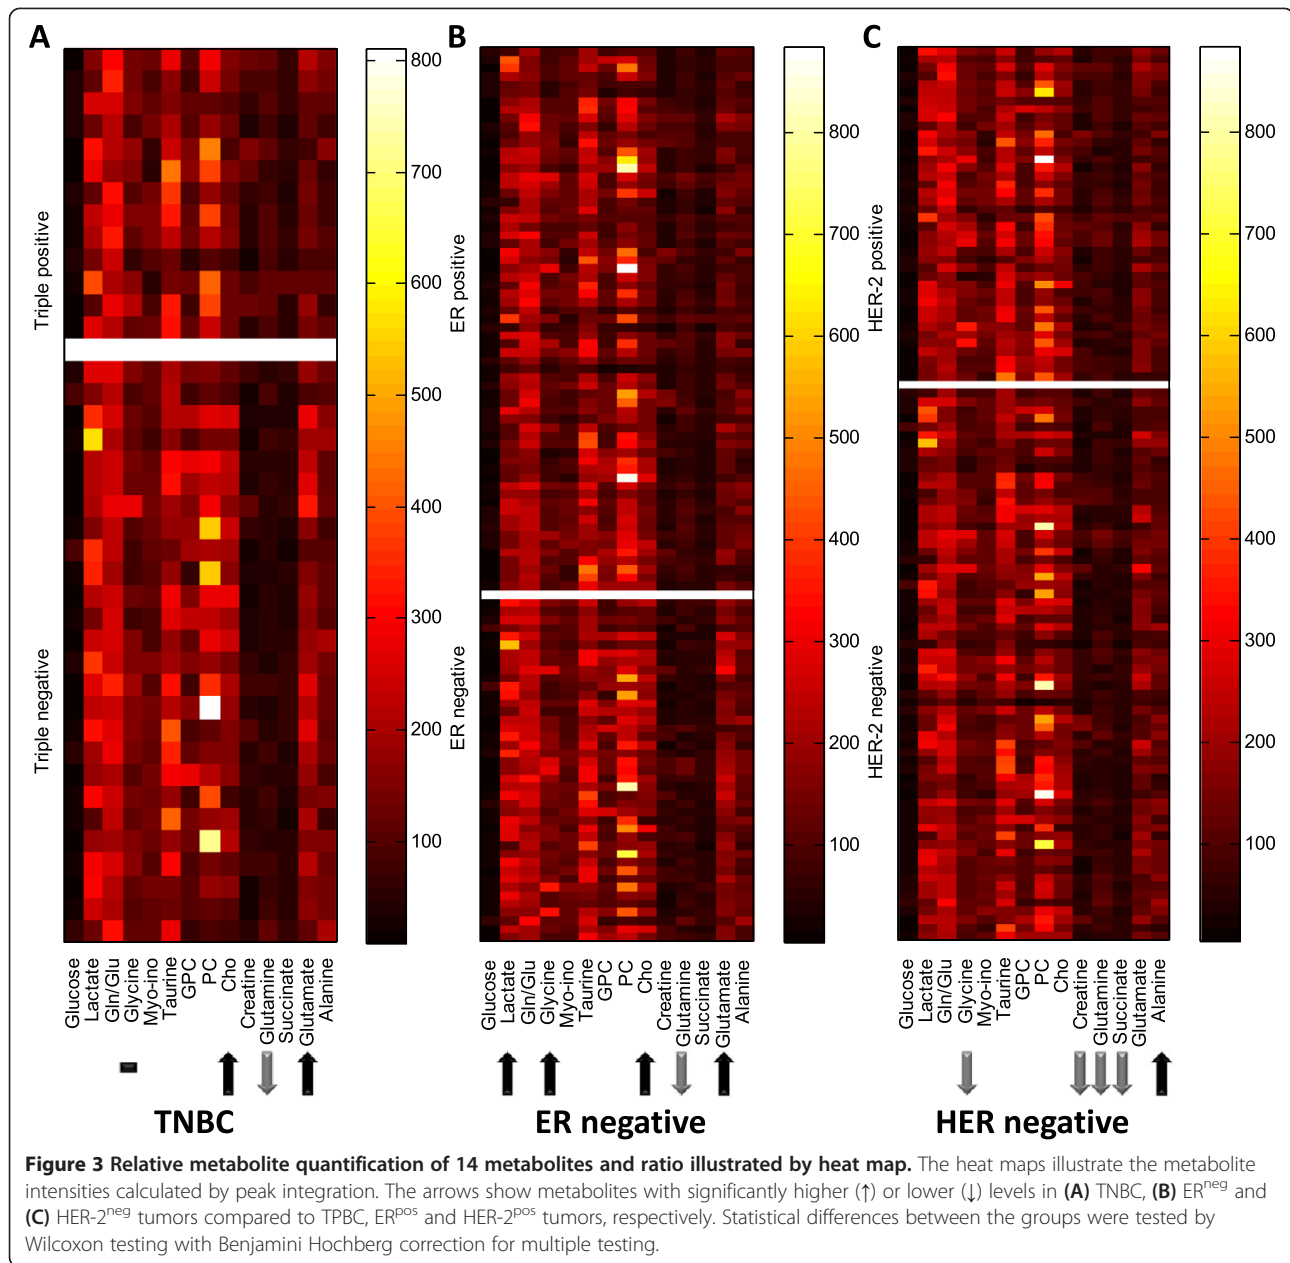 A
B
C
Triple positive
Triple negative
800
700
600
500
400
300
200
100
ER positive
ER negative
800
700
600
500
400
300
200
100
HER-2 positive
HER-2 negative
800
700
600
500
400
300
200
100
Glucose
Lactate
Gln/Glu
Glycine
Myo-ino
Taurine
GPC
PC
Cho
Creatine
Glutamine
Succinate
Glutamate
Alanine
Glucose
Lactate
Gln/Glu
Glycine
Myo-ino
Taurine
GPC
PC
Cho
Creatine
Glutamine
Succinate
Glutamate
Alanine
Glucose
Lactate
Gln/Glu
Glycine
Myo-ino
Taurine
GPC
PC
Cho
Creatine
Glutamine
Succinate
Glutamate
Alanine
TNBC
ER negative
HER negative
Figure 3 Relative metabolite quantification of 14 metabolites and ratio illustrated by heat map. The heat maps illustrate the metabolite
intensities calculated by peak integration. The arrows show metabolites with significantly higher (↑) or lower (↓) levels in (A) TNBC, (B) ERneg and
(C) HER-2neg tumors compared to TPBC, ERpos and HER-2pos tumors, respectively. Statistical differences between the groups were tested by
Wilcoxon testing with Benjamini Hochberg correction for multiple testing.